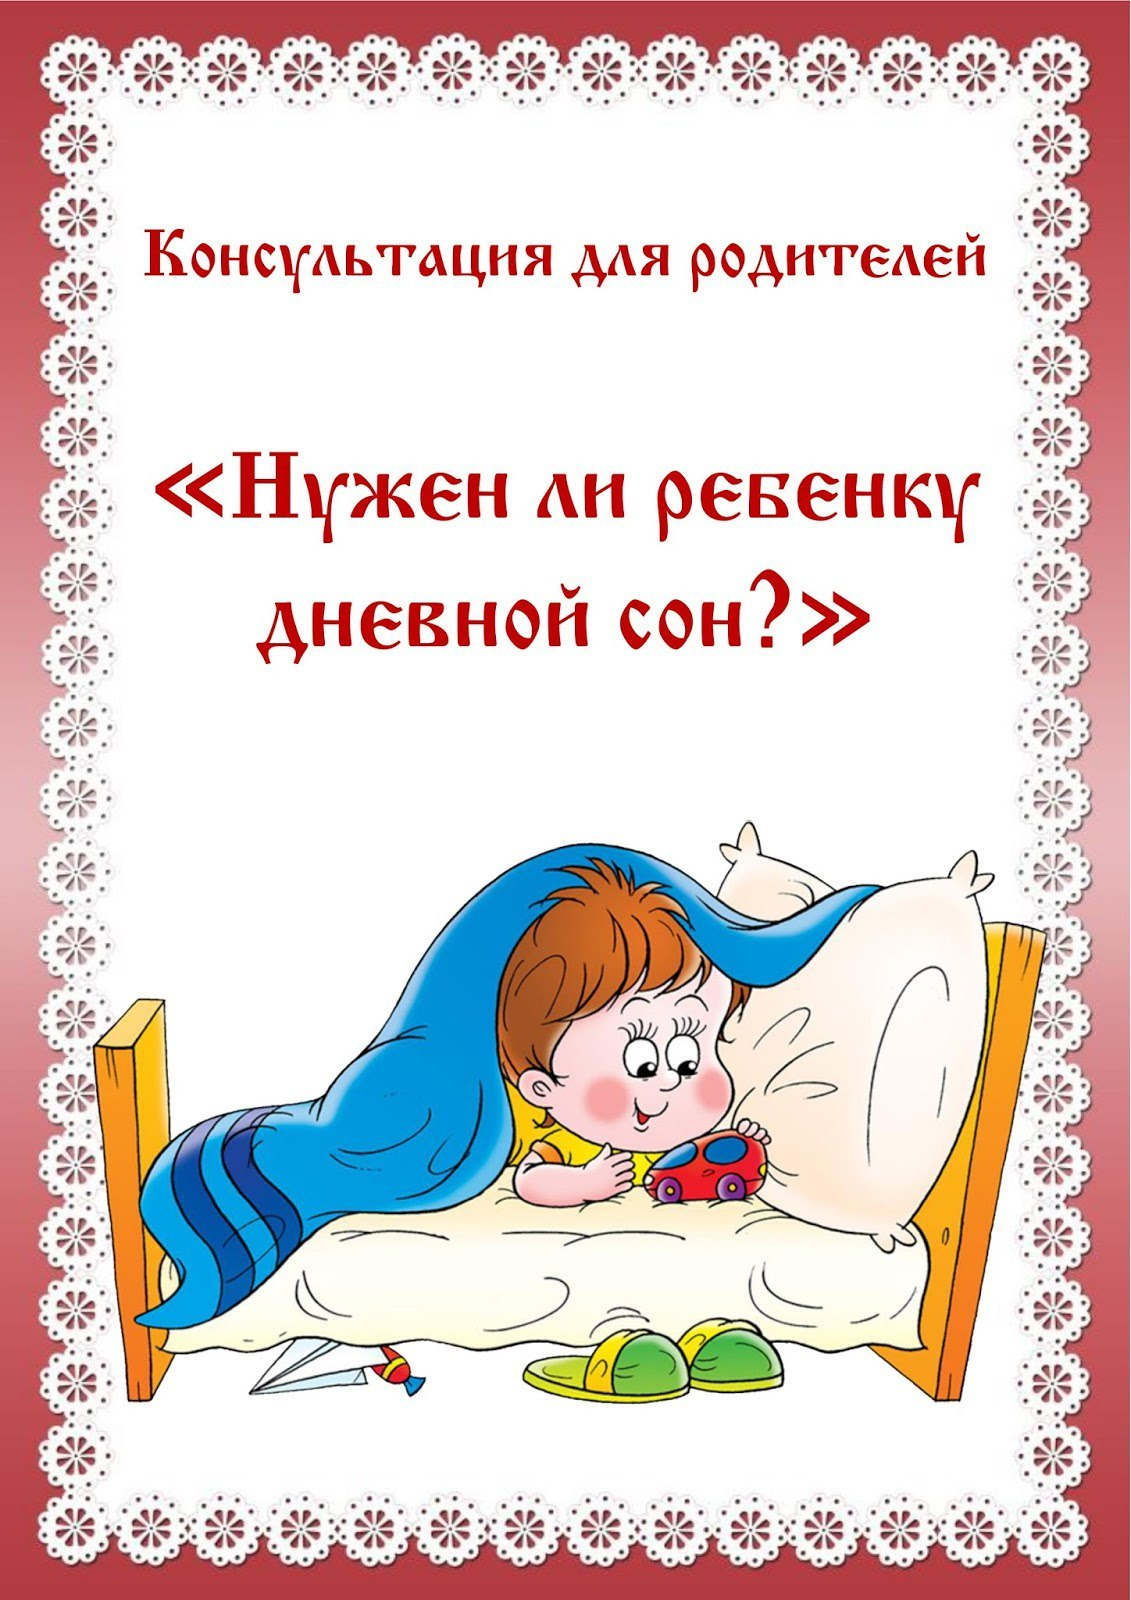 Консультация для родителей
«Нужен ли ребенку
дневной сон?»